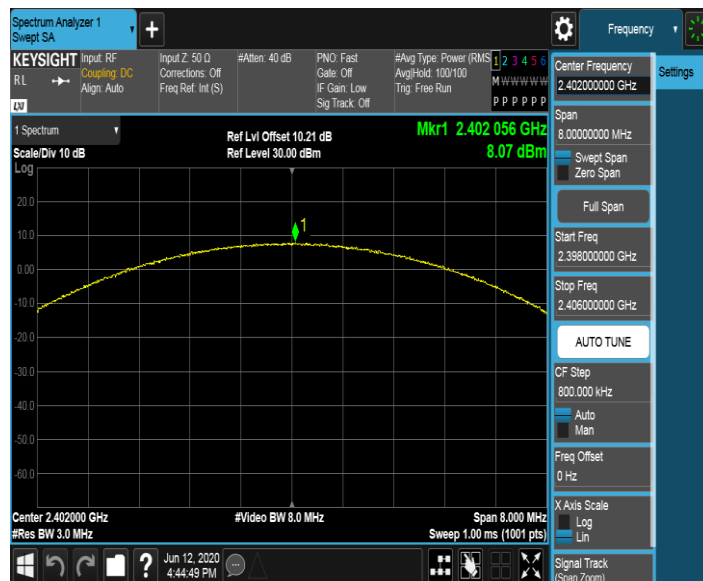 Spectrum Analyzer 1
Swept SA
Frequency
KEYSIGHT
RL
LXI
Input: RF
Coupling: DC
Align: Auto
Input Z: 50 Ω
Corrections: Off
Freq Ref: Int (S)
#Atten: 40 dB
PNO: Fast
Gate: Off
IF Gain: Low
Sig Track: Off
#Avg Type: Power (RMS
Avg|Hold: 100/100
Trig: Free Run
1 2 3 4 5 6
M W W W W W
P P P P P P
1 Spectrum
Scale/Div 10 dB
Ref Lvl Offset 10.21 dB
Ref Level 30.00 dBm
Mkr1 2.402 056 GHz
8.07 dBm
Log
20.0
10.0
0.00
-10.0
-20.0
-30.0
-40.0
-50.0
-60.0
1
Center 2.402000 GHz
#Res BW 3.0 MHz
#Video BW 8.0 MHz
Span 8.000 MHz
Sweep 1.00 ms (1001 pts)
Jun 12, 2020
4:44:49 PM
Center Frequency
2.402000000 GHz
Settings
Span
8.00000000 MHz
Swept Span
Zero Span
Full Span
Start Freq
2.398000000 GHz
Stop Freq
2.406000000 GHz
AUTO TUNE
CF Step
800.000 kHz
Auto
Man
Freq Offset
0 Hz
X Axis Scale
Log
Lin
Signal Track
(Span Zoom)